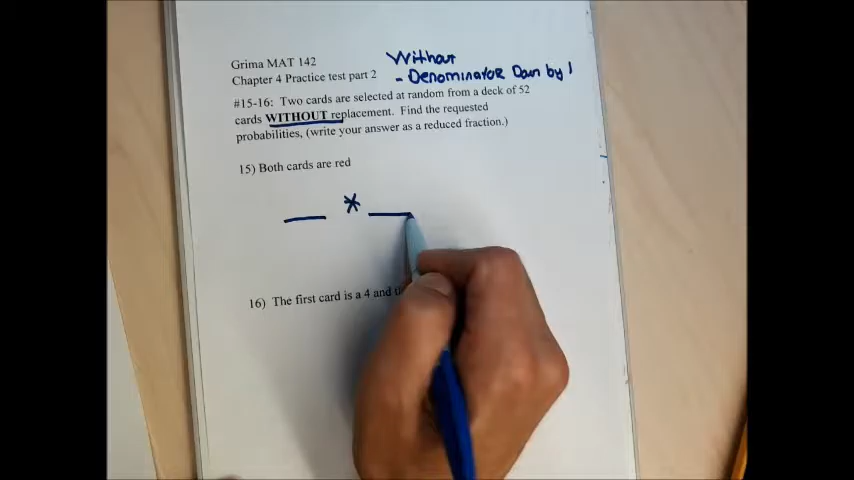 Grima MAT 142
Chapter 4 Practice test part 2
Without
- Denominator Down by 1
#15-16: Two cards are selected at random from a deck of 52
cards WITHOUT replacement. Find the requested
probabilities, (write your answer as a reduced fraction.)
15) Both cards are red
*
16) The first card is a 4 and